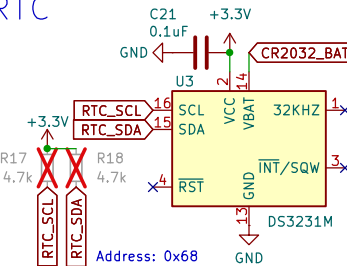 RTC
C21
0.1uF
+3.3V
GND
CR2032_BAT
U3
2
14
VCC
VBAT
RTC_SCL
16
SCL
RTC_SDA
15
SDA
32KHZ
1
+3.3V
R17
4.7k
R18
4.7k
INT/SQW
3
4
RST
GND
13
DS3231M
GND
RTC_SCL
RTC_SDA
Address: 0x68